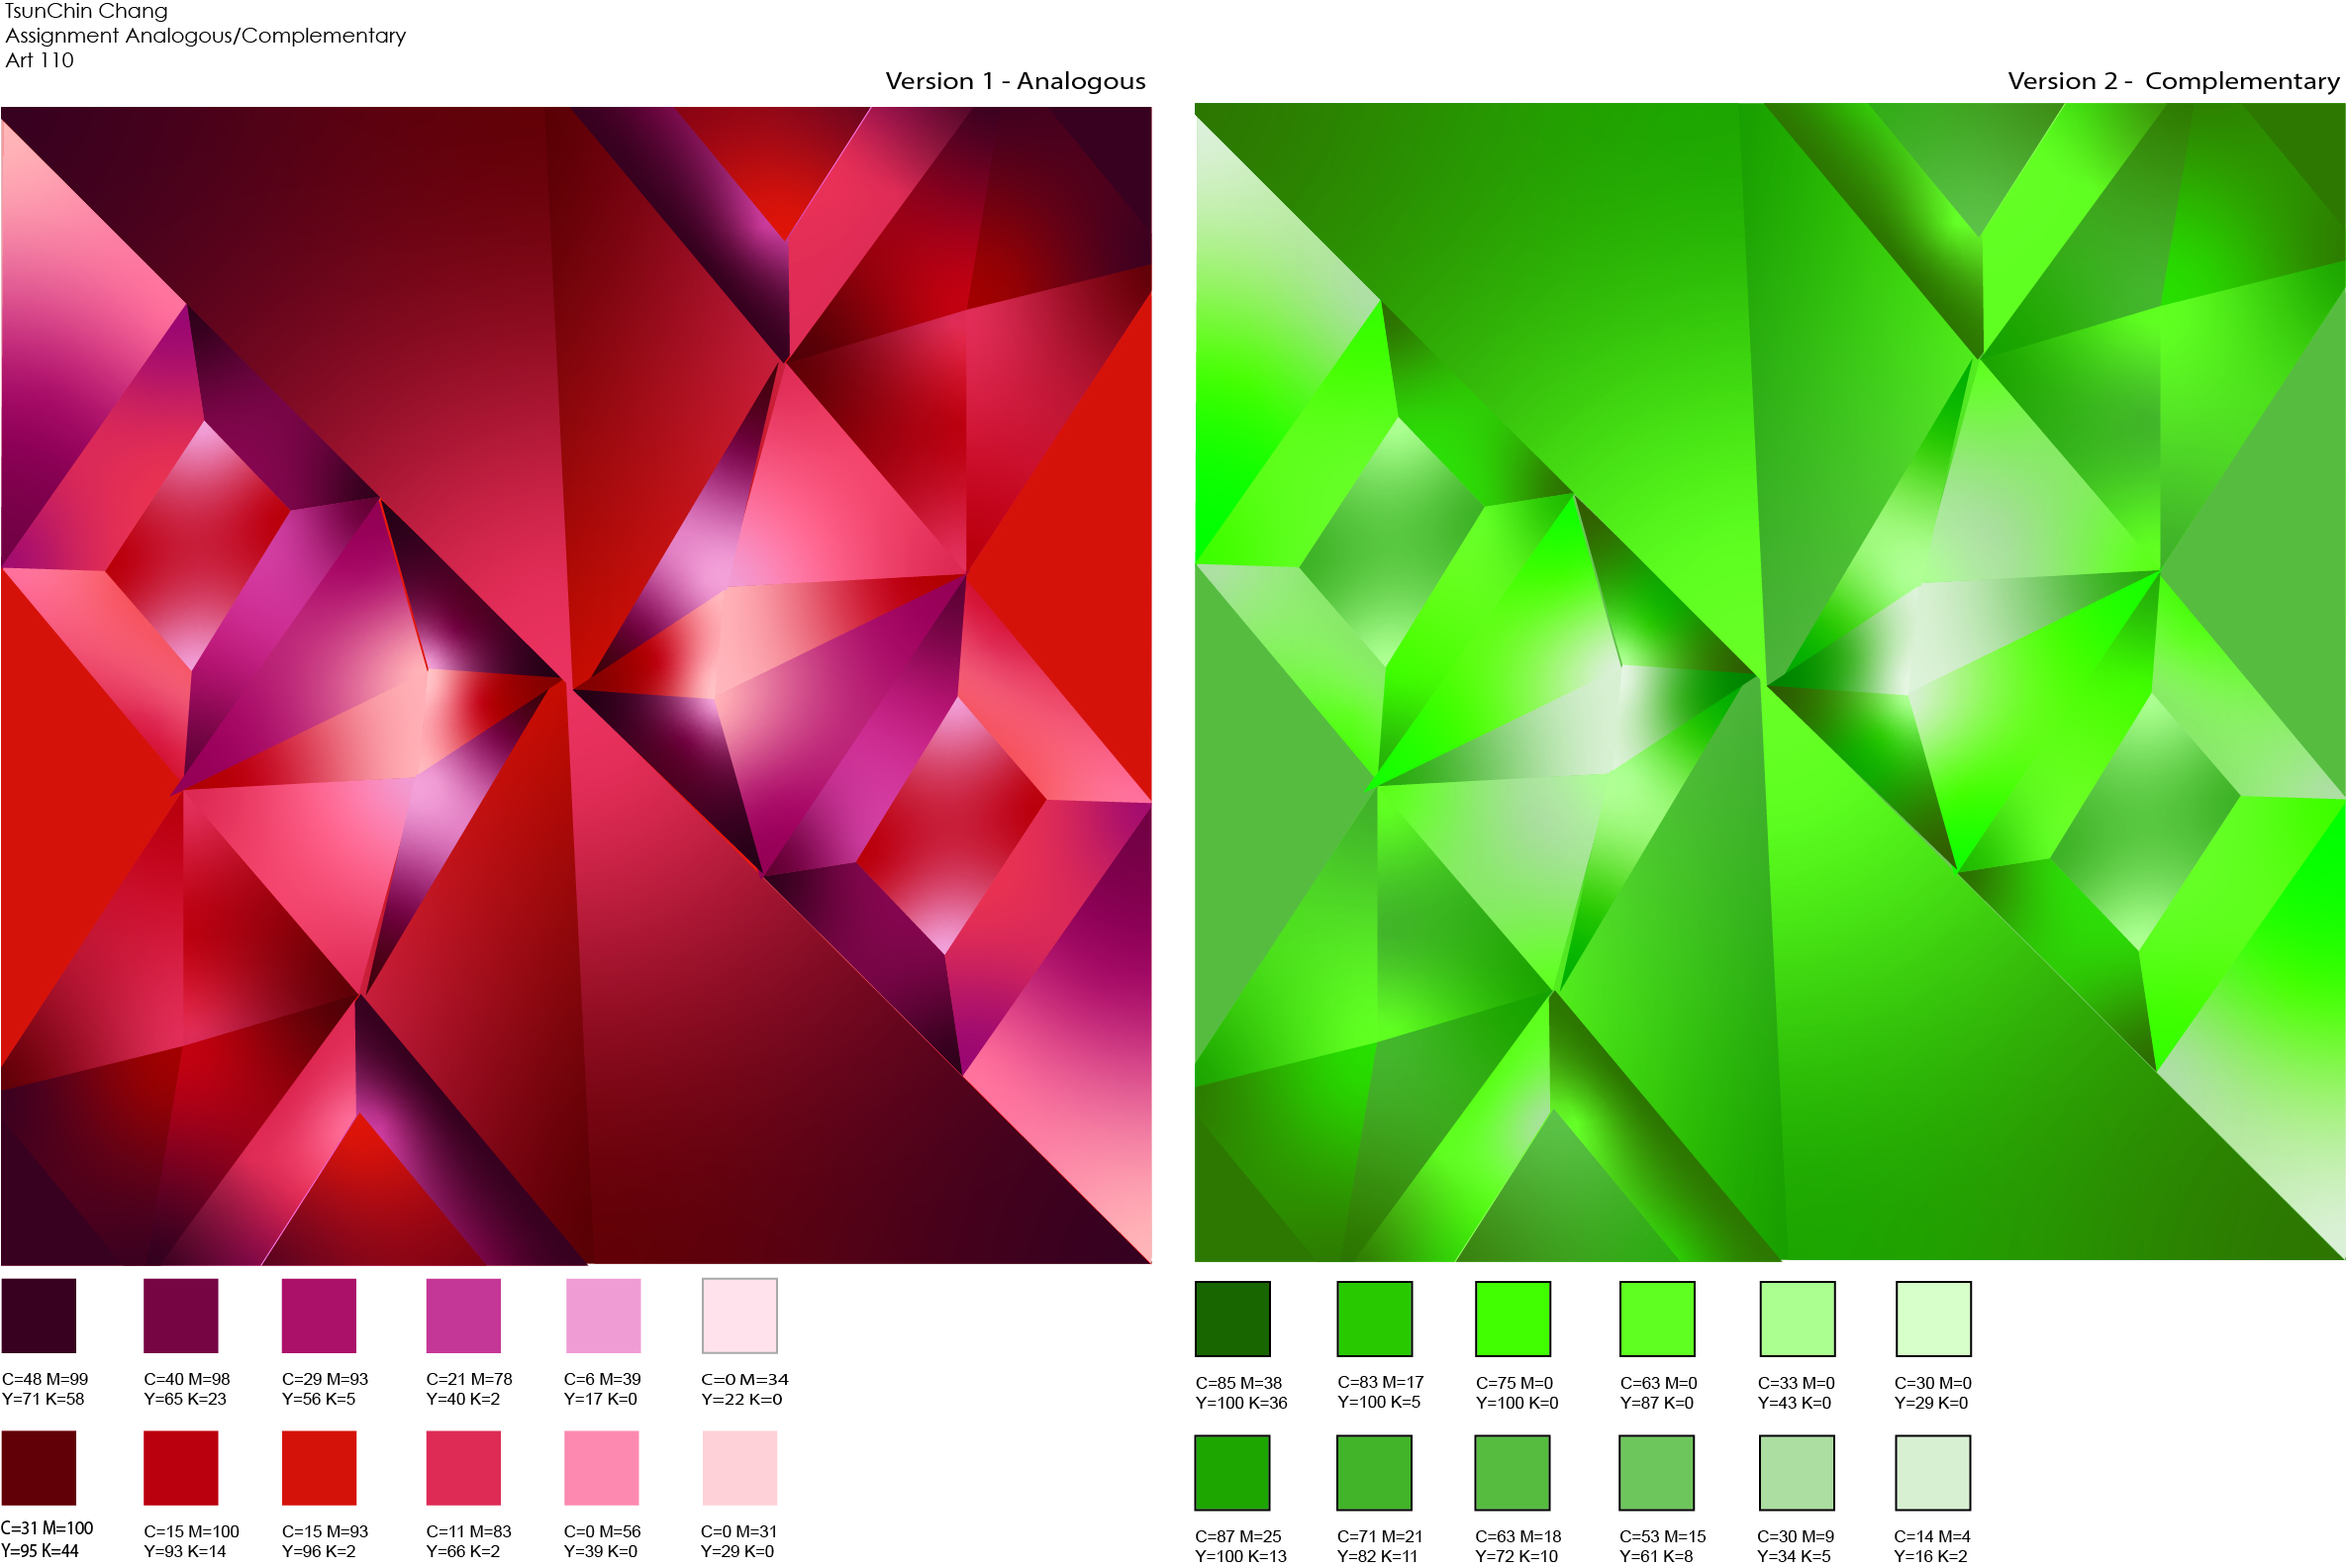 TsunChin Chang
Assignment Analogous/Complementary
Art 110
Version 1 - Analogous
Version 2 - Complementary
C=48 M=99
Y=71 K=58
C=40 M=98
Y=65 K=23
C=29 M=93
Y=56 K=5
C=21 M=78
Y=40 K=2
C=6 M=39
Y=17 K=0
C=0 M=34
Y=22 K=0
C=31 M=100
Y=95 K=44
C=15 M=100
Y=93 K=14
C=15 M=93
Y=96 K=2
C=11 M=83
Y=66 K=2
C=0 M=56
Y=39 K=0
C=0 M=31
Y=29 K=0
C=85 M=38
Y=100 K=36
C=83 M=17
Y=100 K=5
C=75 M=0
Y=100 K=0
C=63 M=0
Y=87 K=0
C=33 M=0
Y=43 K=0
C=30 M=0
Y=29 K=0
C=87 M=25
Y=100 K=13
C=71 M=21
Y=82 K=11
C=63 M=18
Y=72 K=10
C=53 M=15
Y=61 K=8
C=30 M=9
Y=34 K=5
C=14 M=4
Y=16 K=2